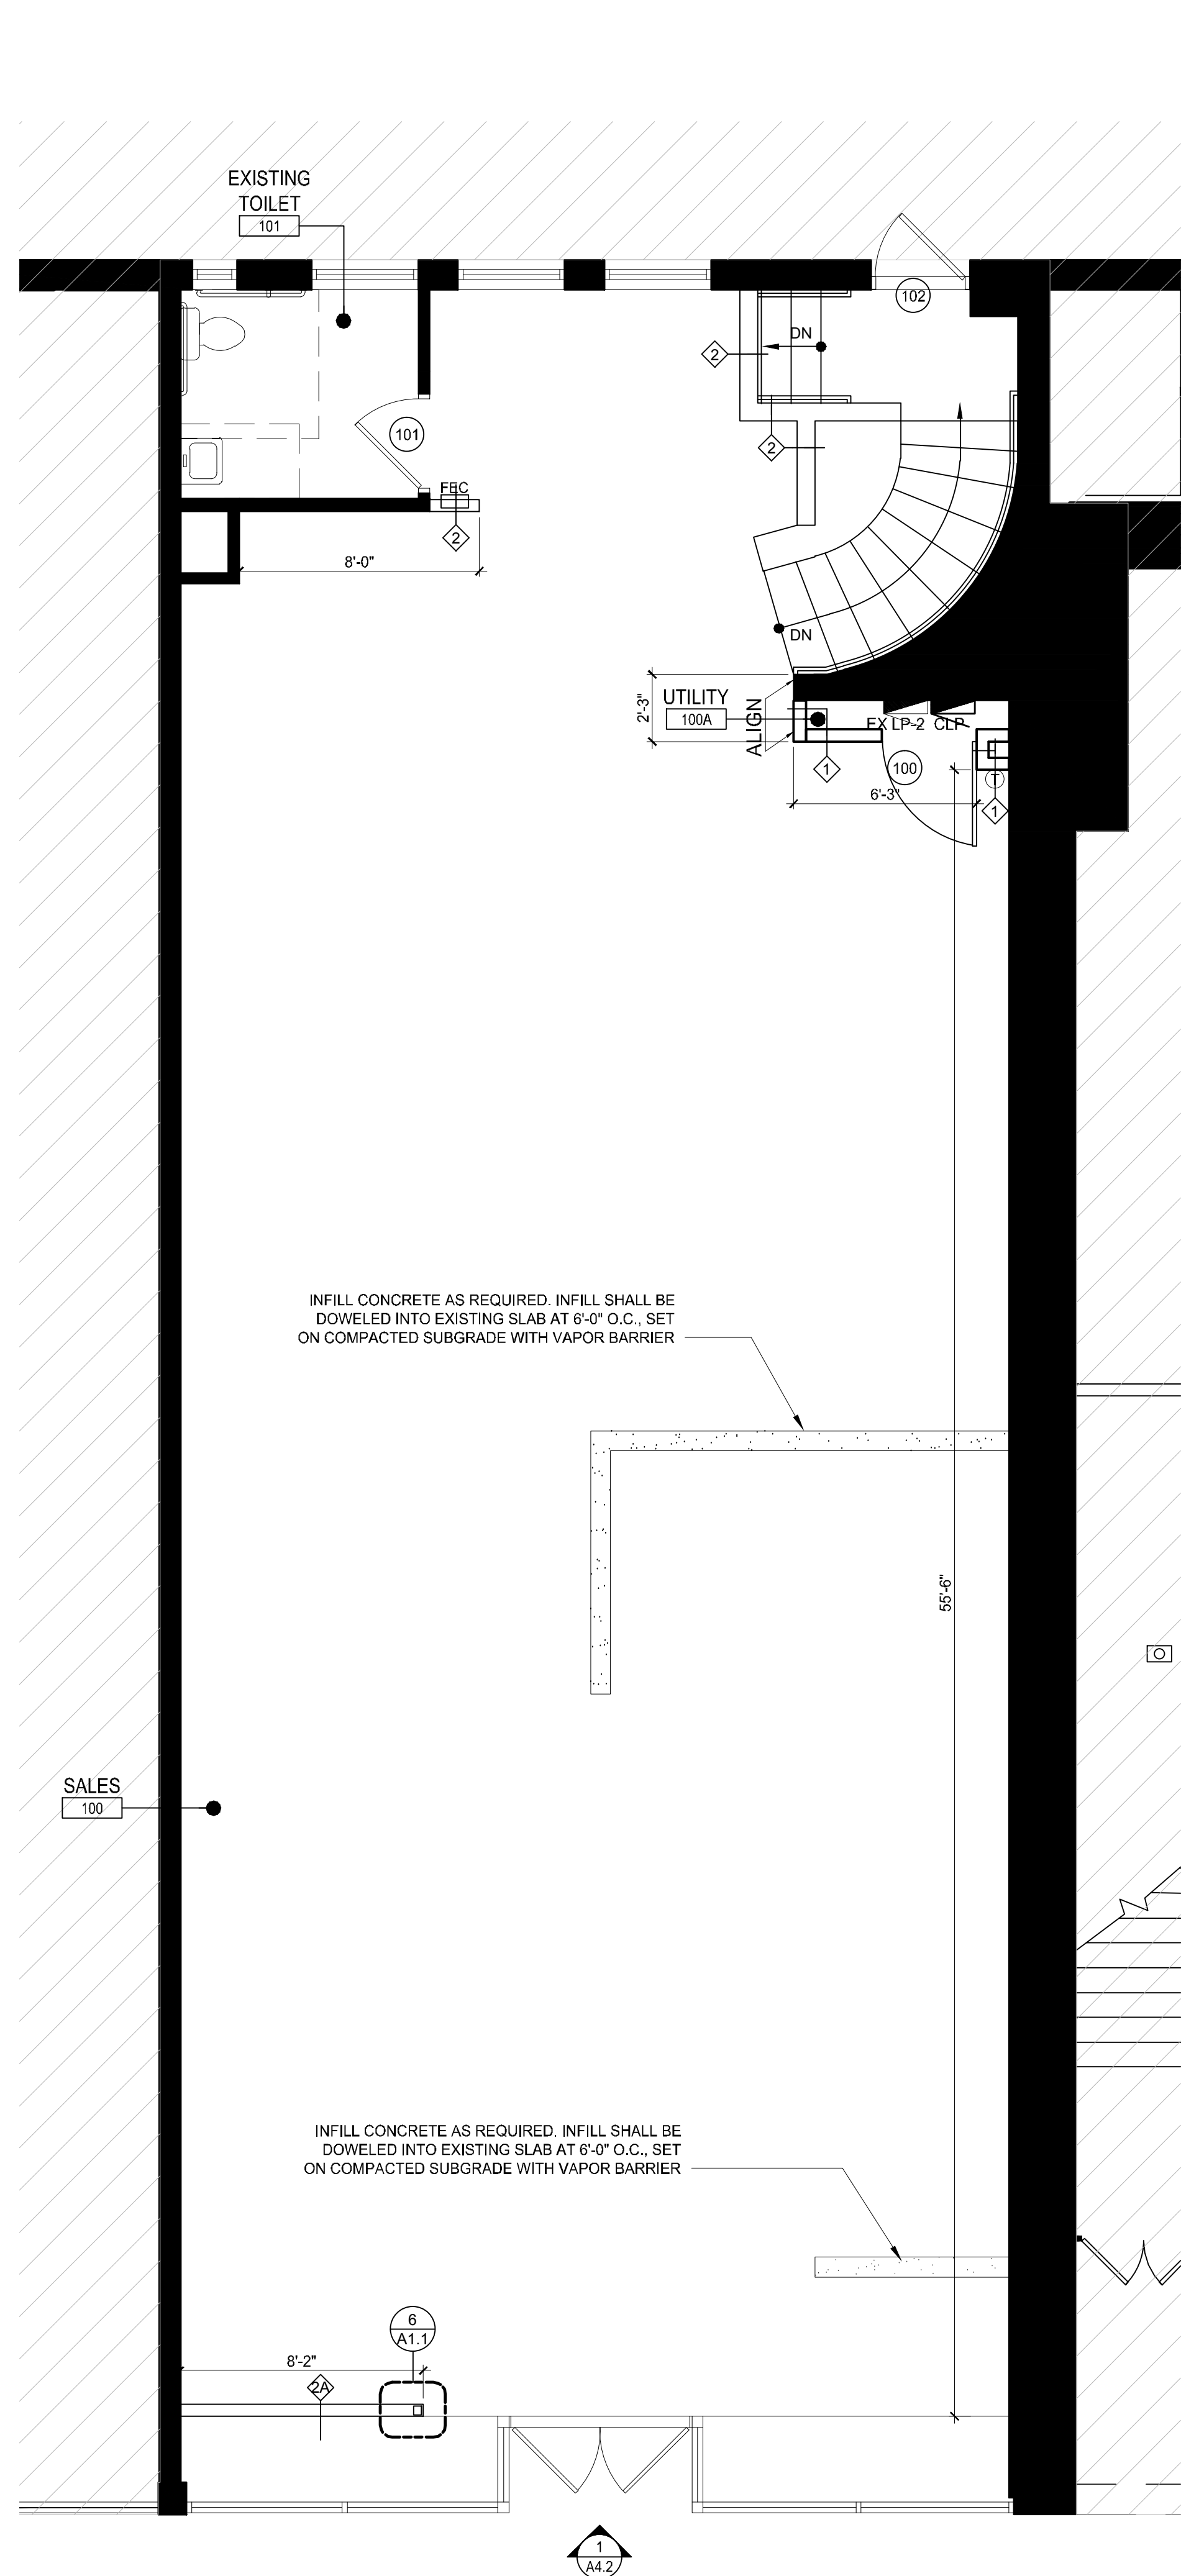 EXISTING
TOILET
101
102
DN
2
2
101
FEC
2
8'-0"
DN
2'-3"
UTILITY
100A
ALIGN
EX LP-2 CLP
1
100
T
6'-3"
1
INFILL CONCRETE AS REQUIRED. INFILL SHALL BE
DOWELED INTO EXISTING SLAB AT 6'-0" O.C., SET
ON COMPACTED SUBGRADE WITH VAPOR BARRIER
55'-6"
SALES
100
INFILL CONCRETE AS REQUIRED. INFILL SHALL BE
DOWELED INTO EXISTING SLAB AT 6'-0" O.C., SET
ON COMPACTED SUBGRADE WITH VAPOR BARRIER
6
A1.1
8'-2"
2A
1
A4.2